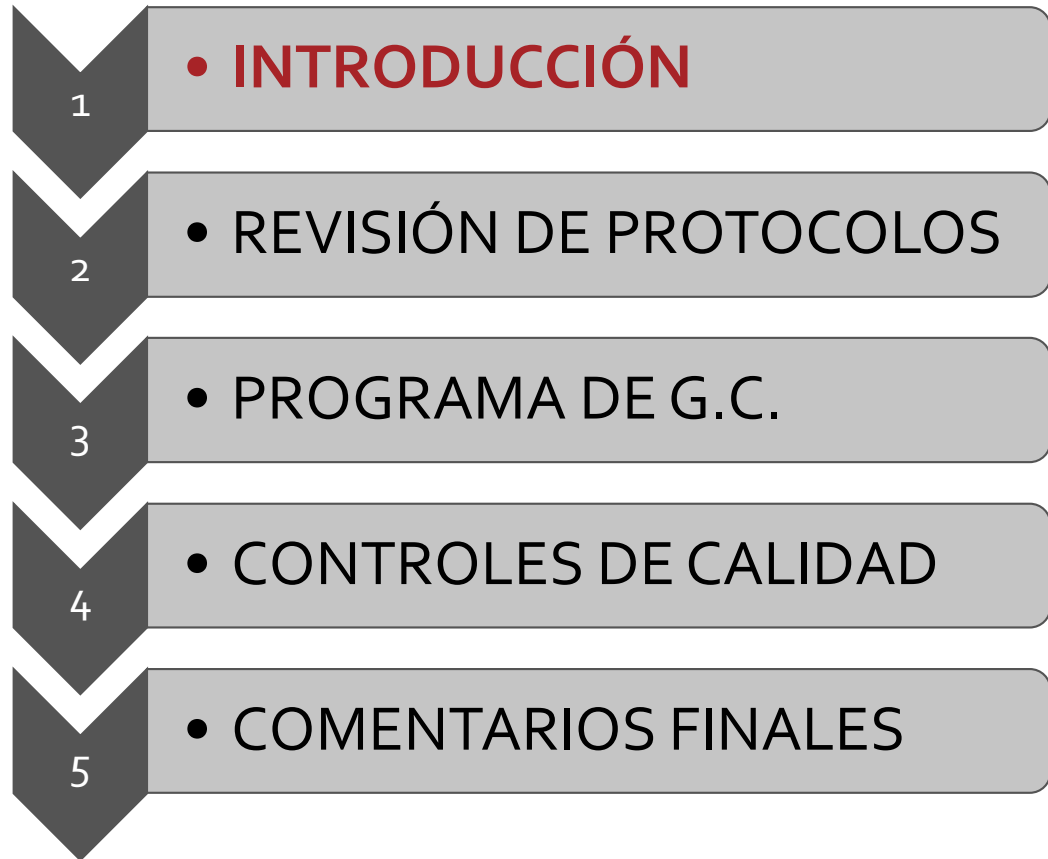 1
• INTRODUCCIÓN
2
• REVISIÓN DE PROTOCOLOS
3
• PROGRAMA DE G.C.
4
• CONTROLES DE CALIDAD
5
• COMENTARIOS FINALES